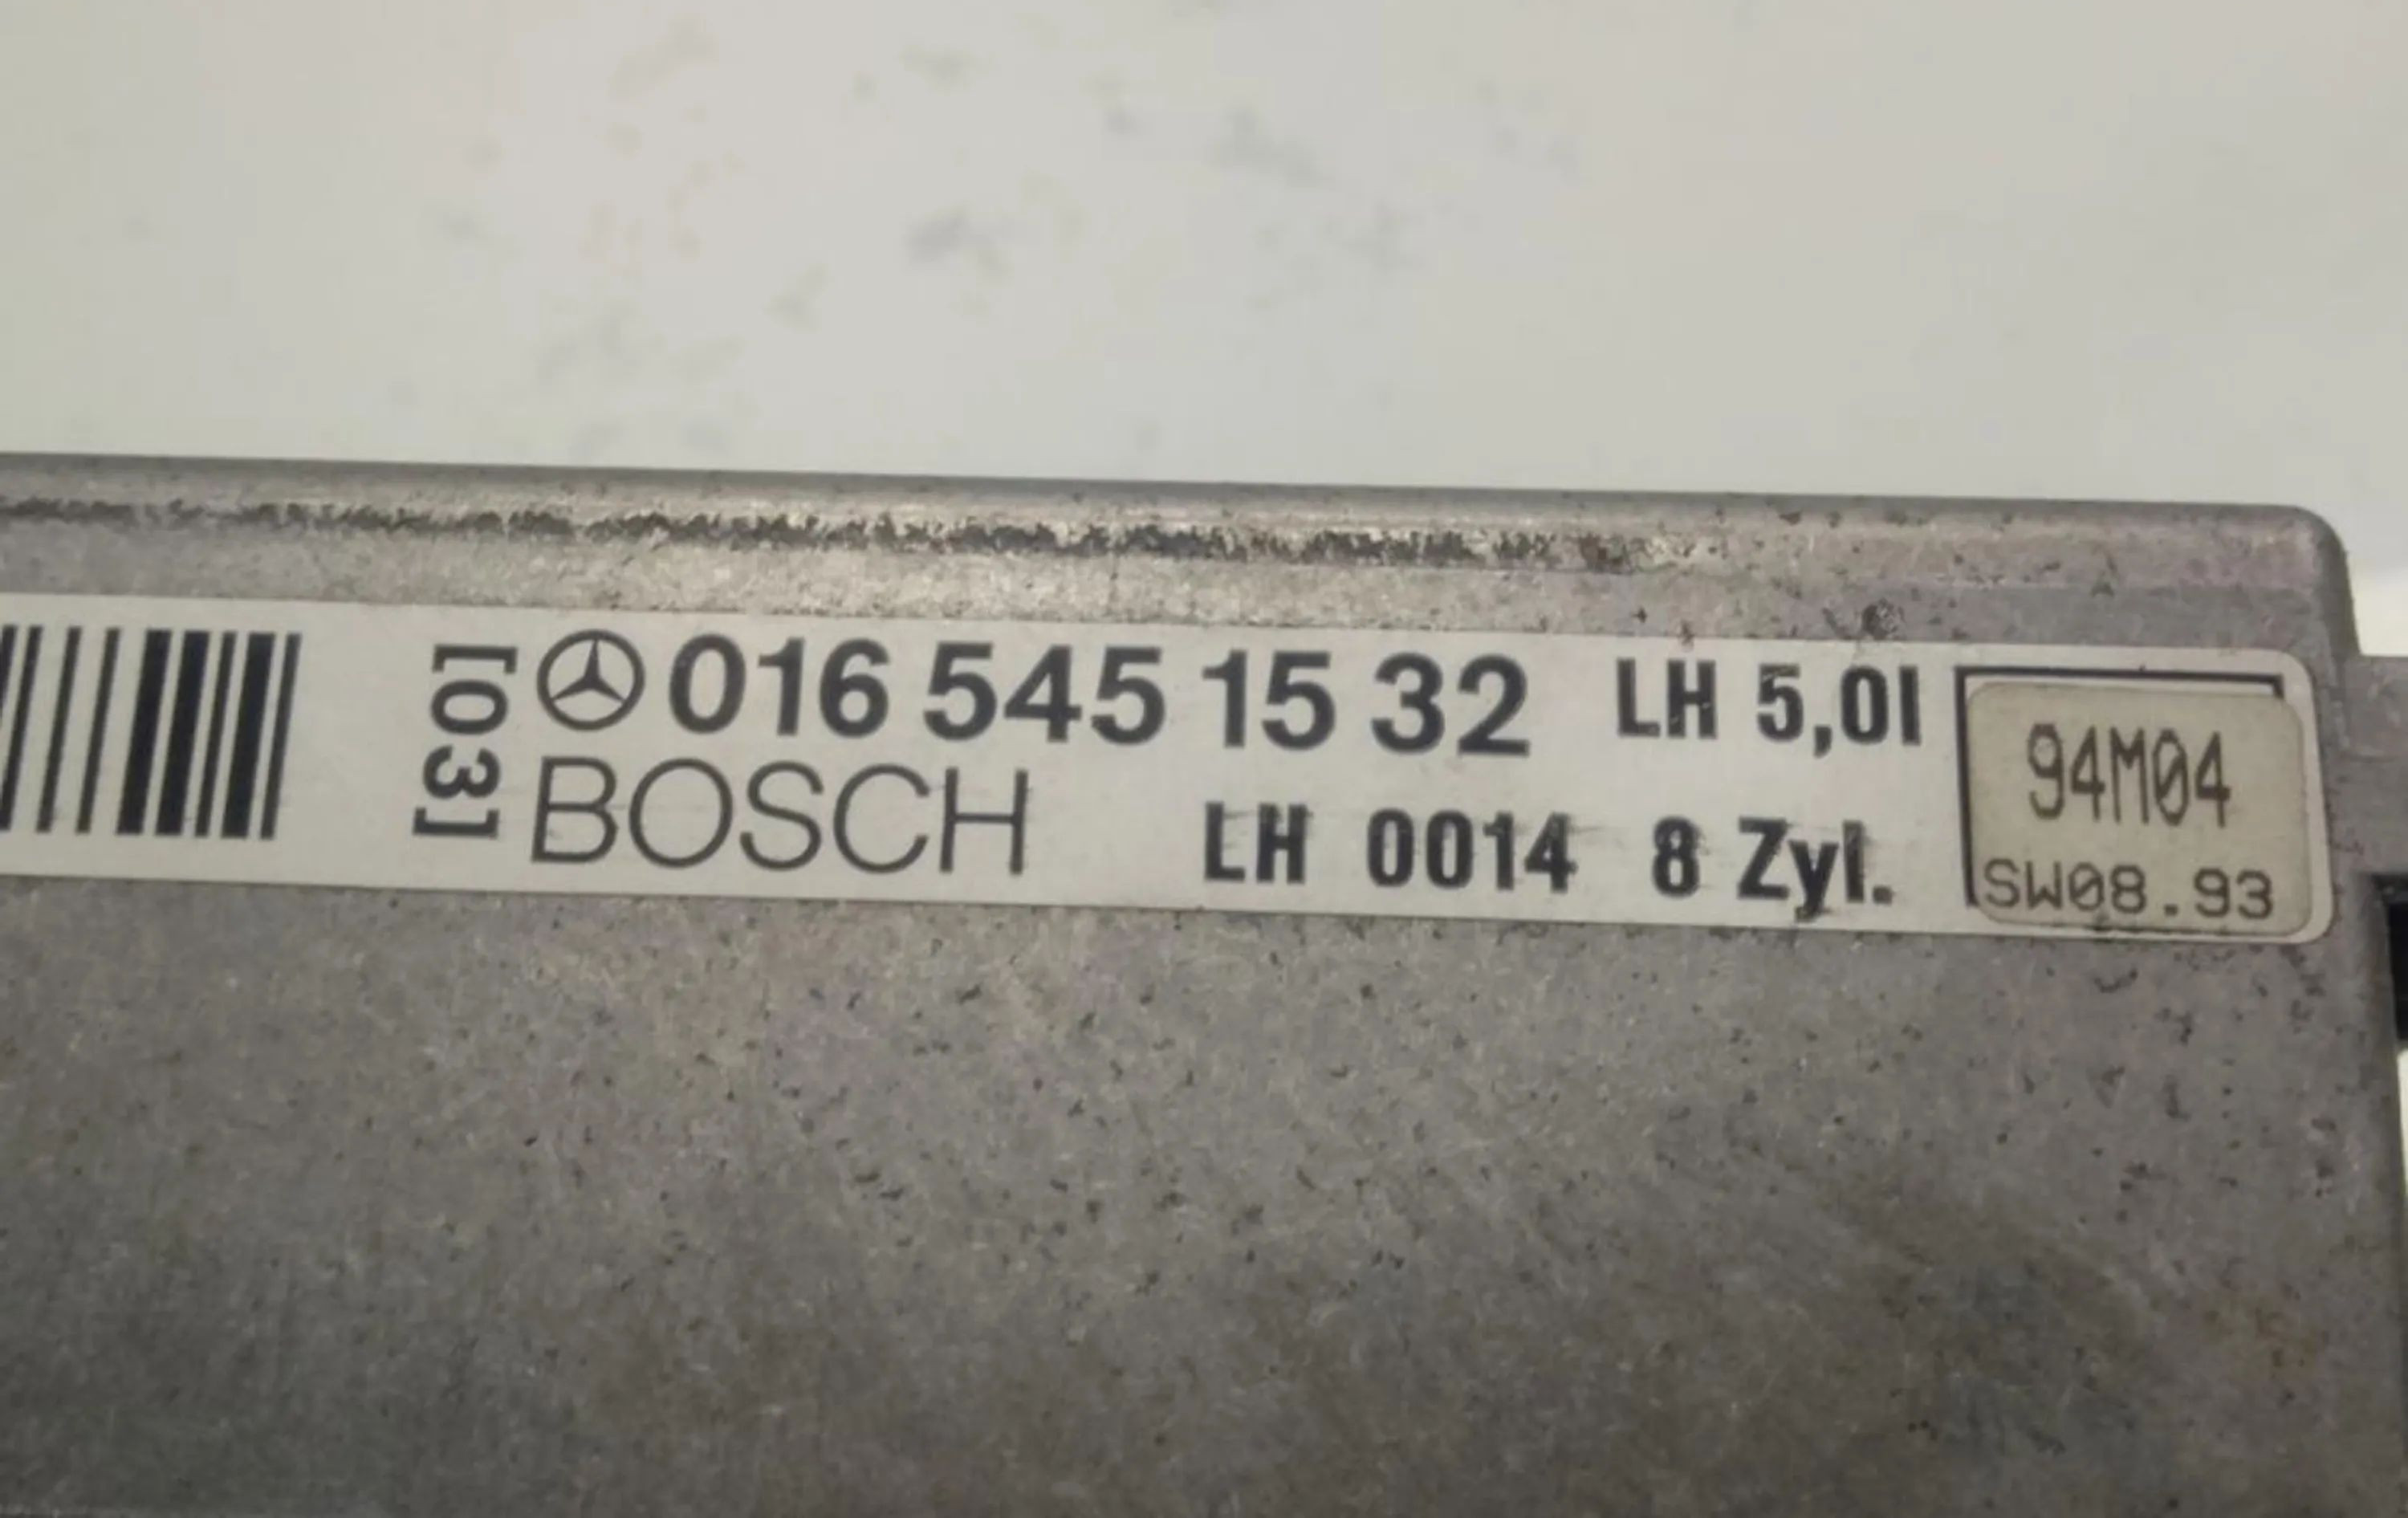 [03]
016 545 15 32 LH 5,0l
BOSCH LH 0014 8 Zyl.
94M04
SW08.93